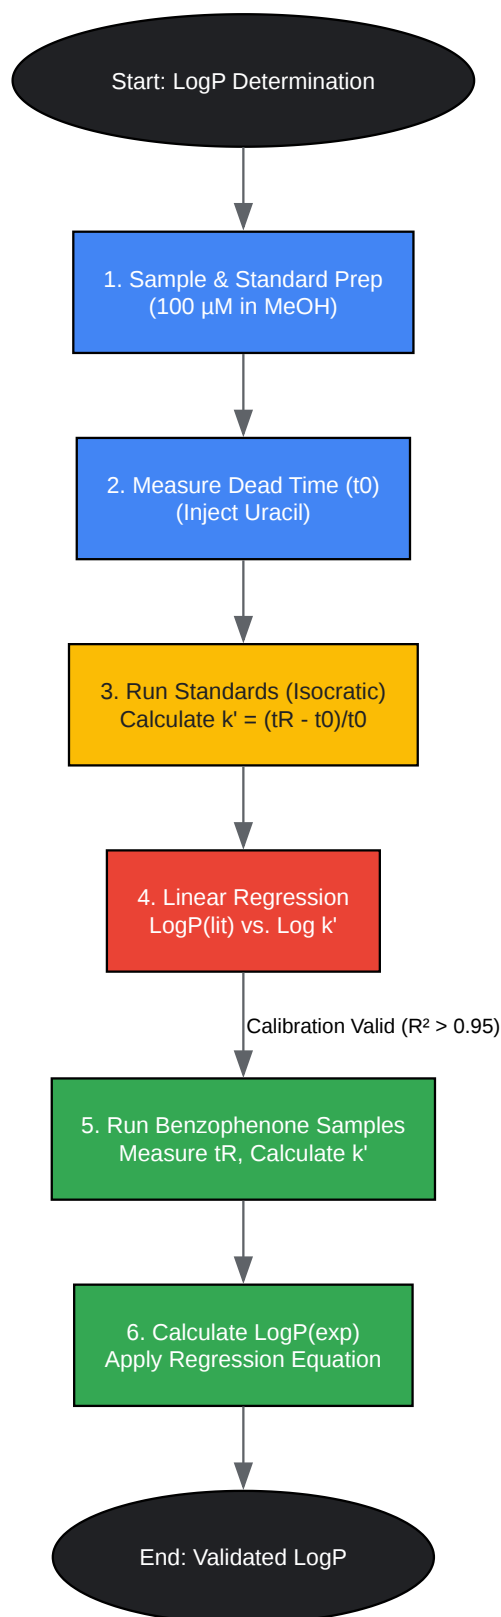 Start: LogP Determination
1. Sample & Standard Prep
(100 µM in MeOH)
2. Measure Dead Time (t0)
(Inject Uracil)
3. Run Standards (Isocratic)
Calculate k' = (tR - t0)/t0
4. Linear Regression
LogP(lit) vs. Log k'
Calibration Valid (R² > 0.95)
5. Run Benzophenone Samples
Measure tR, Calculate k'
6. Calculate LogP(exp)
Apply Regression Equation
End: Validated LogP